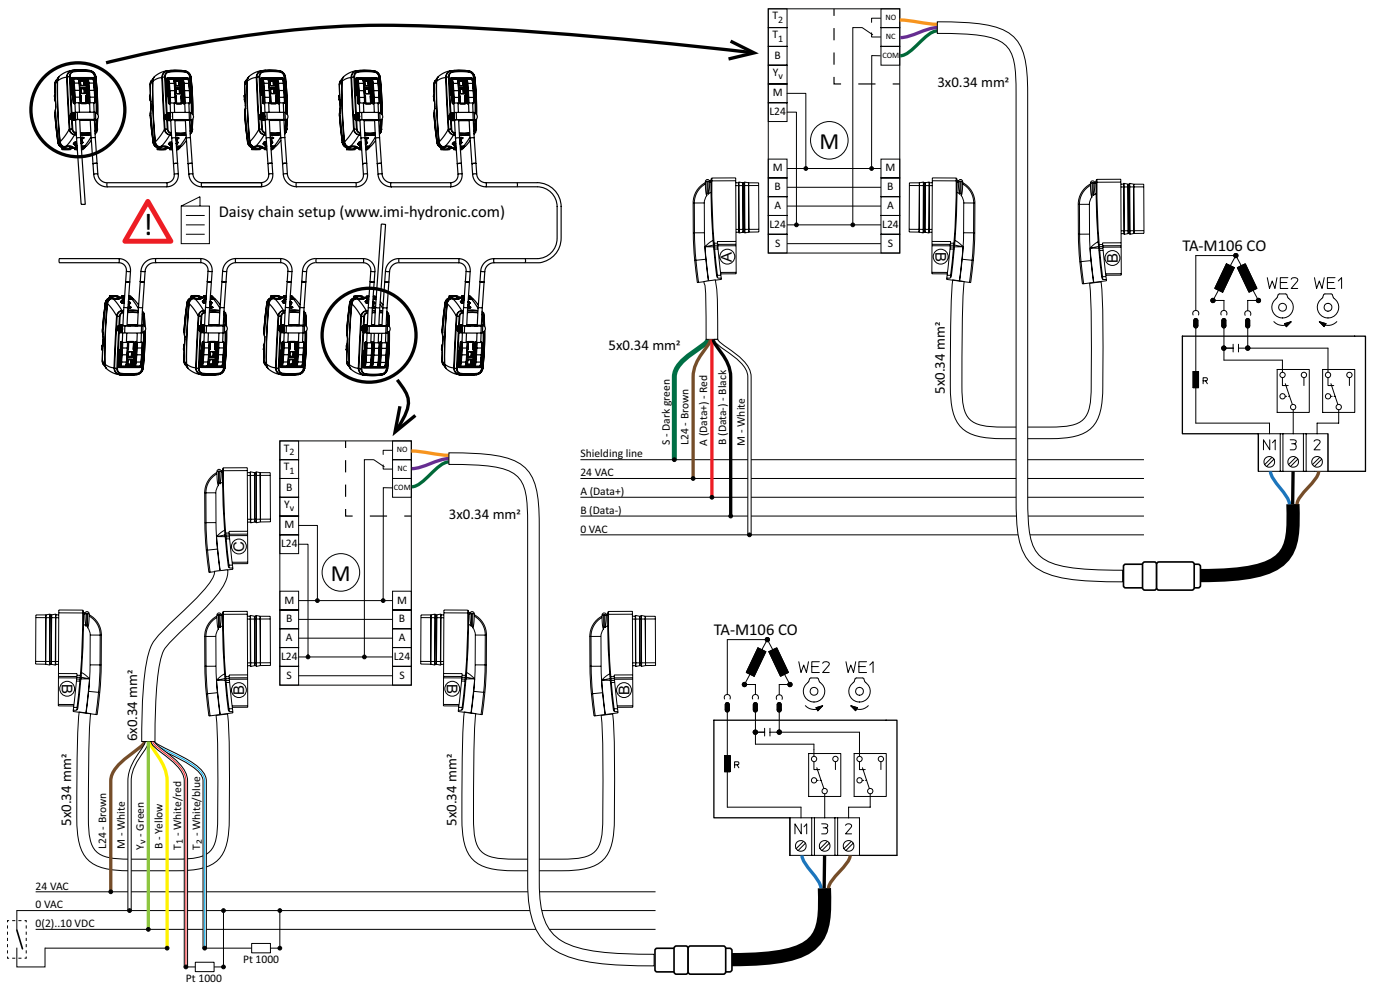 T2
T1
B
Yv
M
L24
M
B
A
L24
S
NO
NC
COM
M
B
A
L24
S
M
3x0.34 mm²
Daisy chain setup (www.imi-hydronic.com)
A
B
B
5x0.34 mm²
5x0.34 mm²
S - Dark green
L24 - Brown
A (Data+) - Red
B (Data-) - Black
M - White
Shielding line
24 VAC
A (Data+)
B (Data-)
0 VAC
TA-M106 CO
WE2
WE1
R
N1
3
2
T2
T1
B
Yv
M
L24
M
B
A
L24
S
NO
NC
COM
M
B
A
L24
S
M
3x0.34 mm²
C
B
B
B
B
6x0.34 mm²
5x0.34 mm²
5x0.34 mm²
L24 - Brown
M - White
Yv - Green
B - Yellow
T1 - White/red
T2 - White/blue
24 VAC
0 VAC
0(2)..10 VDC
Pt 1000
Pt 1000
TA-M106 CO
WE2
WE1
R
N1
3
2